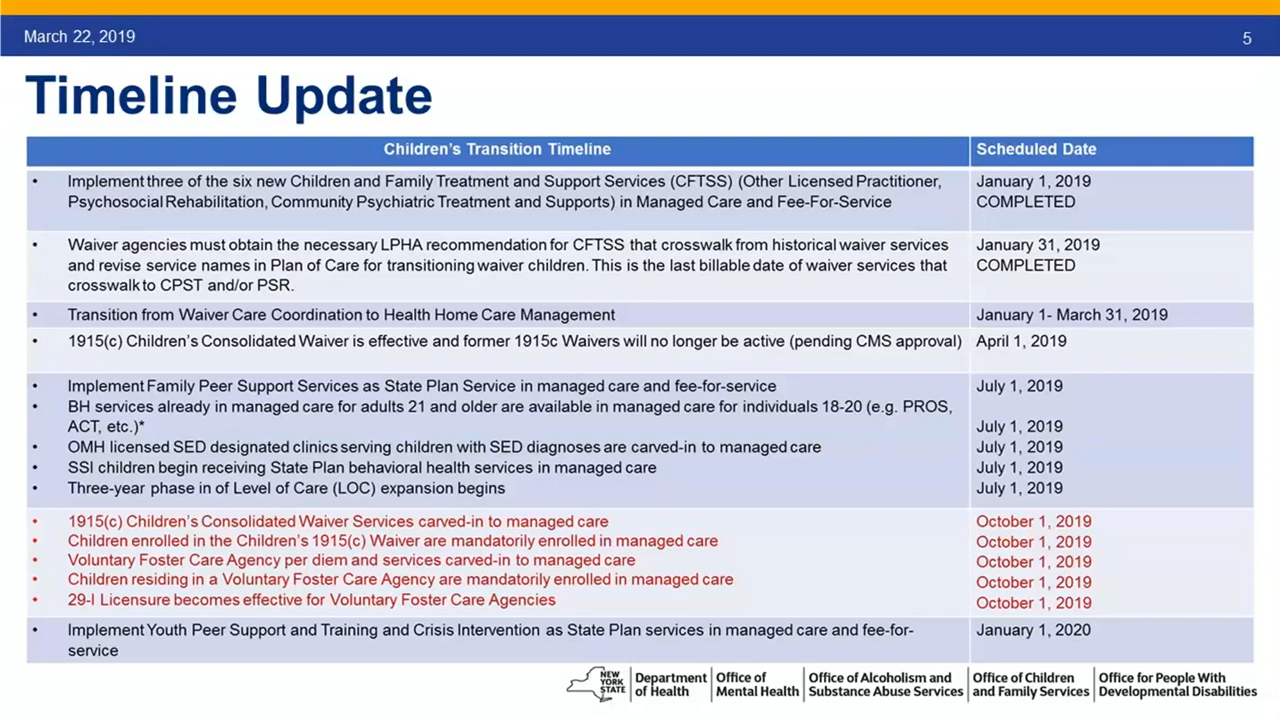 March 22, 2019
5
Timeline Update
Children's Transition Timeline
Scheduled Date
• Implement three of the six new Children and Family Treatment and Support Services (CFTSS) (Other Licensed Practitioner,
Psychosocial Rehabilitation, Community Psychiatric Treatment and Supports) in Managed Care and Fee-For-Service
January 1, 2019
COMPLETED
• Waiver agencies must obtain the necessary LPHA recommendation for CFTSS that crosswalk from historical waiver services
and revise service names in Plan of Care for transitioning waiver children. This is the last billable date of waiver services that
crosswalk to CPST and/or PSR.
January 31, 2019
COMPLETED
• Transition from Waiver Care Coordination to Health Home Care Management
January 1- March 31, 2019
• 1915(c) Children's Consolidated Waiver is effective and former 1915c Waivers will no longer be active (pending CMS approval)
April 1, 2019
• Implement Family Peer Support Services as State Plan Service in managed care and fee-for-service
July 1, 2019
• BH services already in managed care for adults 21 and older are available in managed care for individuals 18-20 (e.g. PROS,
ACT, etc.)*
July 1, 2019
• OMH licensed SED designated clinics serving children with SED diagnoses are carved-in to managed care
July 1, 2019
• SSI children begin receiving State Plan behavioral health services in managed care
July 1, 2019
• Three-year phase in of Level of Care (LOC) expansion begins
July 1, 2019
• 1915(c) Children's Consolidated Waiver Services carved-in to managed care
October 1, 2019
• Children enrolled in the Children's 1915(c) Waiver are mandatorily enrolled in managed care
October 1, 2019
• Voluntary Foster Care Agency per diem and services carved-in to managed care
October 1, 2019
• Children residing in a Voluntary Foster Care Agency are mandatorily enrolled in managed care
October 1, 2019
• 29-I Licensure becomes effective for Voluntary Foster Care Agencies
October 1, 2019
• Implement Youth Peer Support and Training and Crisis Intervention as State Plan services in managed care and fee-for-
service
January 1, 2020
NEW
YORK
STATE
Department
of Health
Office of
Mental Health
Office of Alcoholism and
Substance Abuse Services
Office of Children
and Family Services
Office for People With
Developmental Disabilities